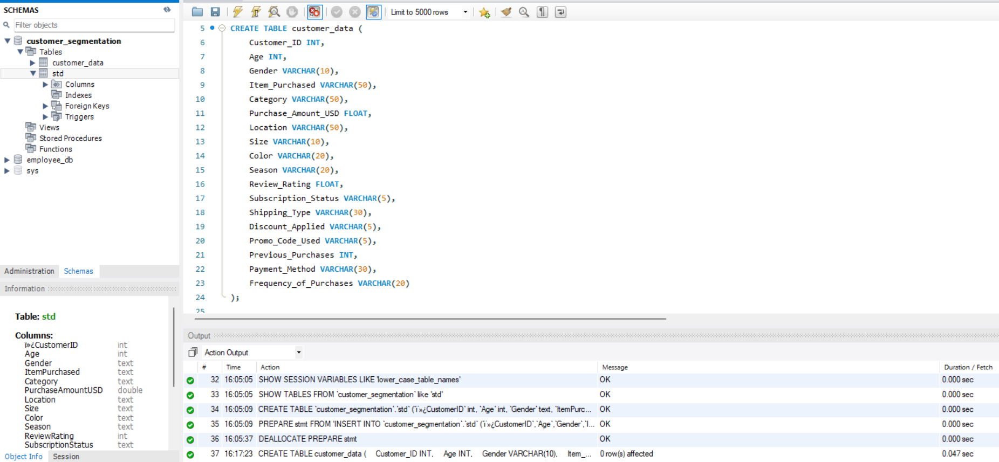 SCHEMAS
Filter objects
customer_segmentation
Tables
customer_data
std
Columns
Indexes
Foreign Keys
Triggers
Views
Stored Procedures
Functions
employee_db
sys
Administration Schemas
Information
Table: std
Columns:
ï»¿CustomerID int
Age int
Gender text
ItemPurchased text
Category text
PurchaseAmountUSD double
Location text
Size text
Color text
Season text
ReviewRating int
SubscriptionStatus text
Object Info Session
Limit to 5000 rows
5 CREATE TABLE customer_data (
6 Customer_ID INT,
7 Age INT,
8 Gender VARCHAR(10),
9 Item_Purchased VARCHAR(50),
10 Category VARCHAR(50),
11 Purchase_Amount_USD FLOAT,
12 Location VARCHAR(50),
13 Size VARCHAR(10),
14 Color VARCHAR(20),
15 Season VARCHAR(20),
16 Review_Rating FLOAT,
17 Subscription_Status VARCHAR(5),
18 Shipping_Type VARCHAR(30),
19 Discount_Applied VARCHAR(5),
20 Promo_Code_Used VARCHAR(5),
21 Previous_Purchases INT,
22 Payment_Method VARCHAR(30),
23 Frequency_of_Purchases VARCHAR(20)
24 );
25
Output
Action Output
# Time Action Message Duration / Fetch
32 16:05:05 SHOW SESSION VARIABLES LIKE 'lower_case_table_names' OK 0.000 sec
33 16:05:05 SHOW TABLES FROM `customer_segmentation` like 'std' OK 0.000 sec
34 16:05:09 CREATE TABLE `customer_segmentation`.`std` (`ï»¿CustomerID` int, `Age` int, `Gender` text, `ItemPurc... OK 0.000 sec
35 16:05:09 PREPARE stmt FROM 'INSERT INTO `customer_segmentation`.`std` (`ï»¿CustomerID`,`Age`,`Gender`,`I... OK 0.000 sec
36 16:05:37 DEALLOCATE PREPARE stmt OK 0.000 sec
37 16:17:23 CREATE TABLE customer_data ( Customer_ID INT, Age INT, Gender VARCHAR(10), Item_... 0 row(s) affected 0.047 sec